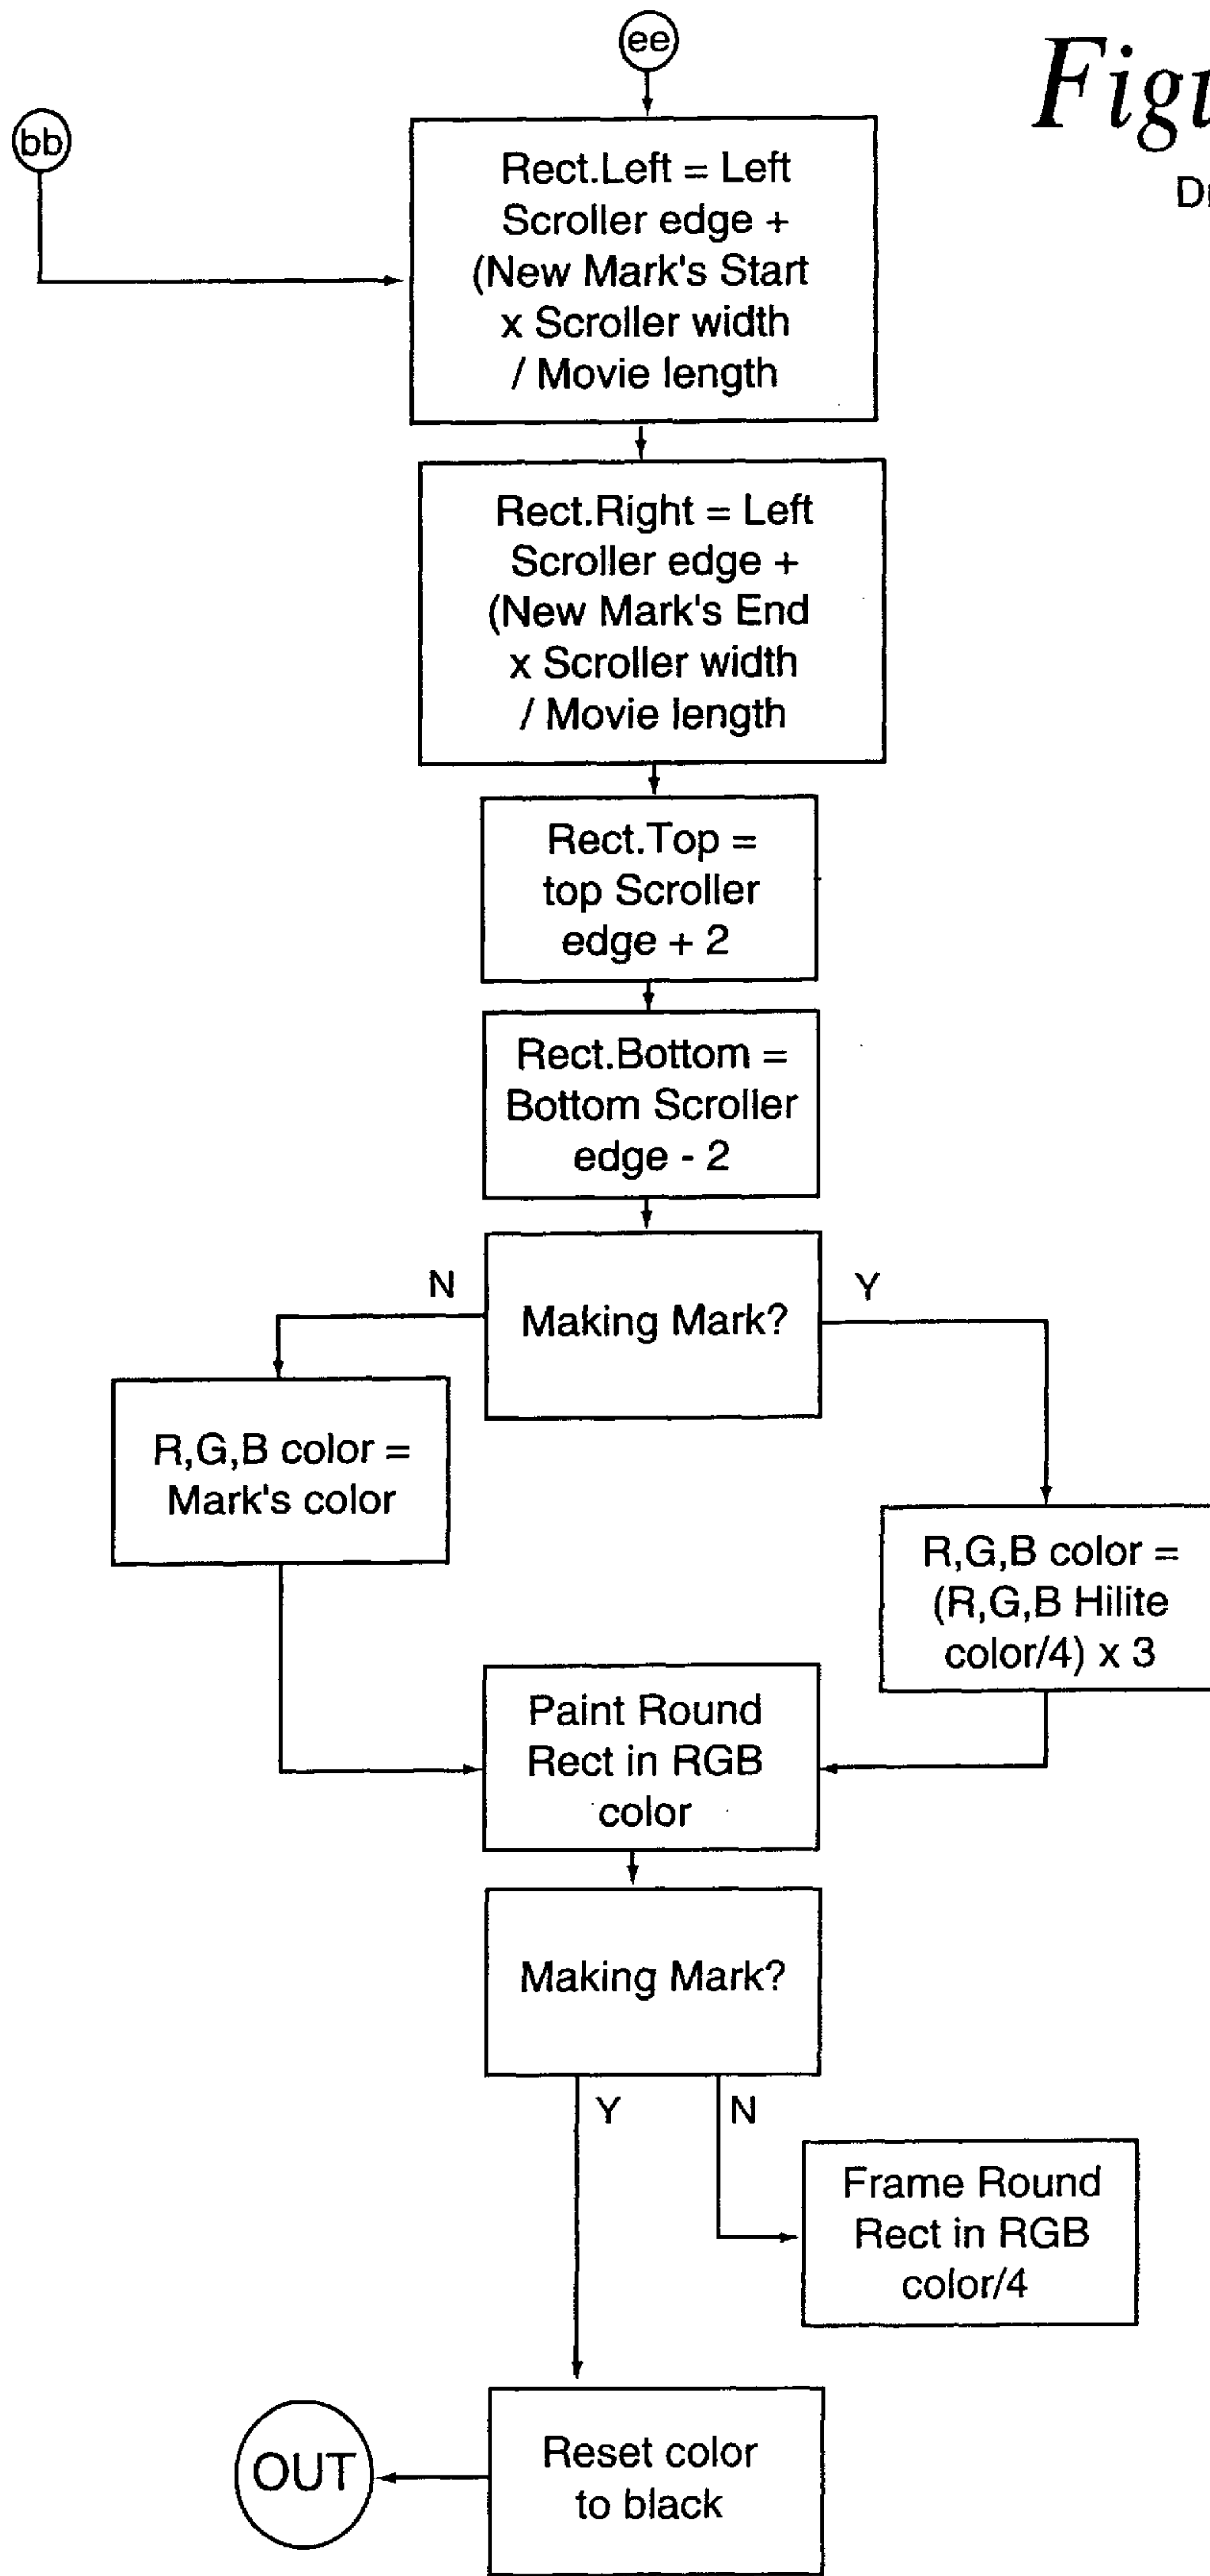 ee
Figu
Dr
bb
Rect.Left = Left
Scroller edge +
(New Mark's Start
x Scroller width
/ Movie length
Rect.Right = Left
Scroller edge +
(New Mark's End
x Scroller width
/ Movie length
Rect.Top =
top Scroller
edge + 2
Rect.Bottom =
Bottom Scroller
edge - 2
N
Y
Making Mark?
R,G,B color =
Mark's color
R,G,B color =
(R,G,B Hilite
color/4) x 3
Paint Round
Rect in RGB
color
Making Mark?
Y
N
Frame Round
Rect in RGB
color/4
Reset color
to black
OUT